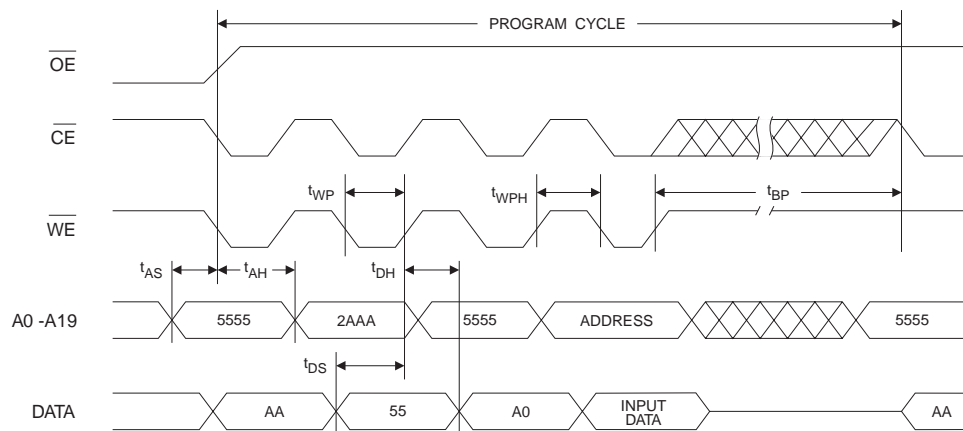 PROGRAM CYCLE
OE
CE
tWP
tWPH
tBP
WE
tAS
tAH
tDH
A0 -A19
5555
2AAA
5555
ADDRESS
5555
tDS
DATA
AA
55
A0
INPUT
DATA
AA